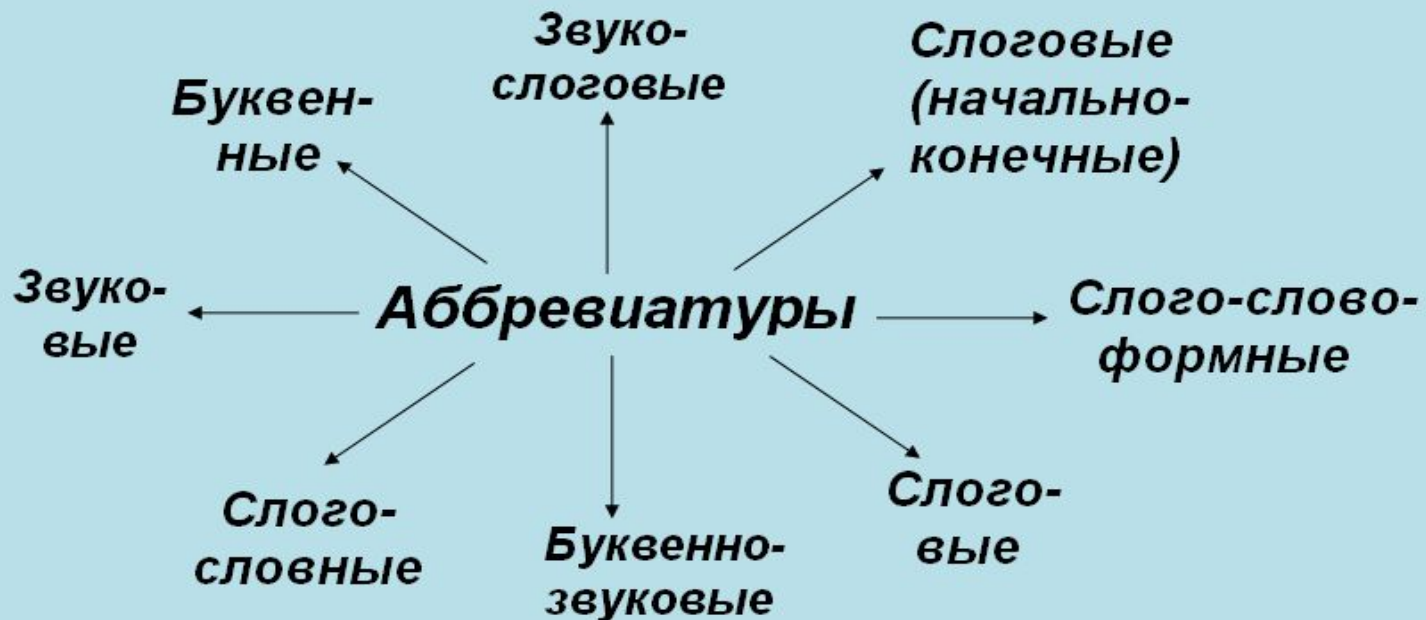 Звуко-
слоговые
Слоговые
(начально-
конечные)
Буквен-
ные
Звуко-
вые
Аббревиатуры
Слого-слово-
формные
Слого-
словные
Буквенно-
звуковые
Слого-
вые